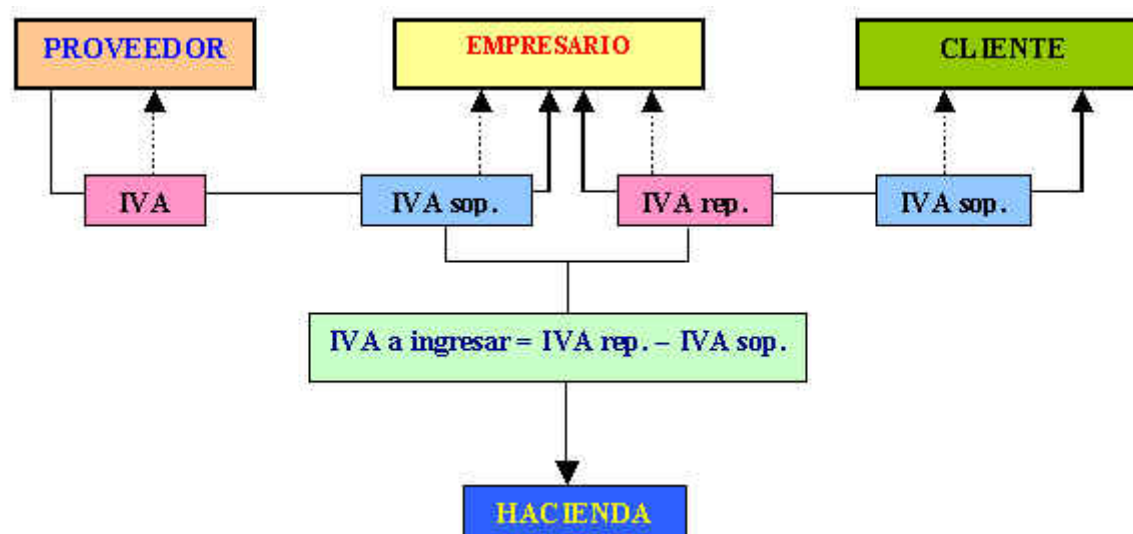 PROVEEDOR
EMPRESARIO
CLIENTE
IVA
IVA sop.
IVA rep.
IVA sop.
IVA a ingresar = IVA rep. – IVA sop.
HACIENDA